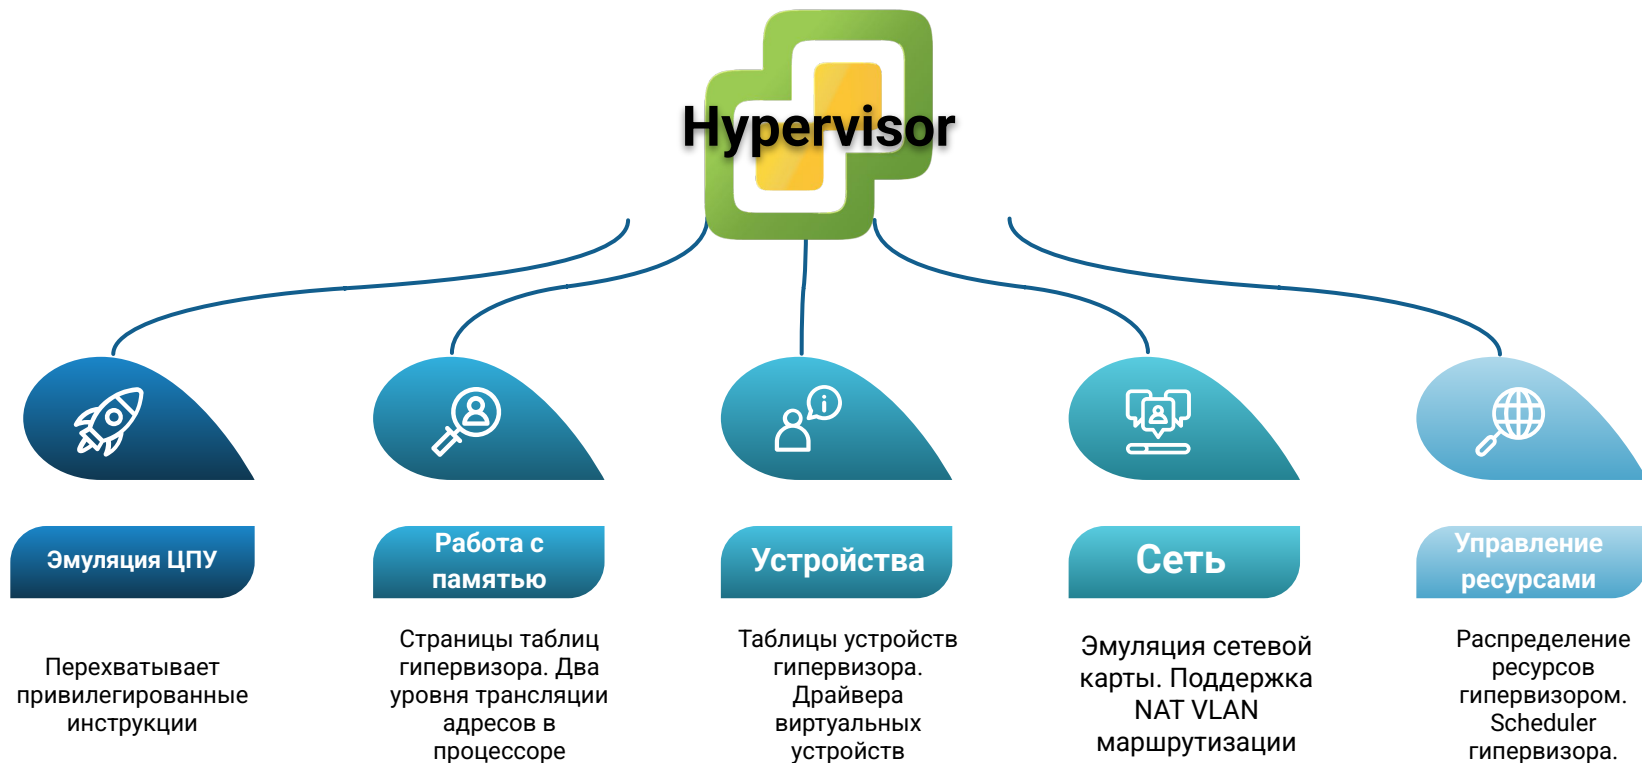 Hypervisor
Эмуляция ЦПУ
Перехватывает
привилегированные
инструкции
Работа с
памятью
Страницы таблиц
гипервизора. Два
уровня трансляции
адресов в
процессоре
Устройства
Таблицы устройств
гипервизора.
Драйвера
виртуальных
устройств
Сеть
Эмуляция сетевой
карты. Поддержка
NAT VLAN
маршрутизации
Управление
ресурсами
Распределение
ресурсов
гипервизором.
Scheduler
гипервизора.